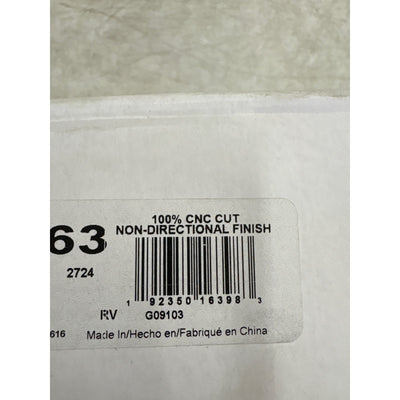 100% CNC CUT
NON-DIRECTIONAL FINISH
63
2724
1 92350 16398 3
RV G09103
616 Made In/Hecho en/Fabriqué en China